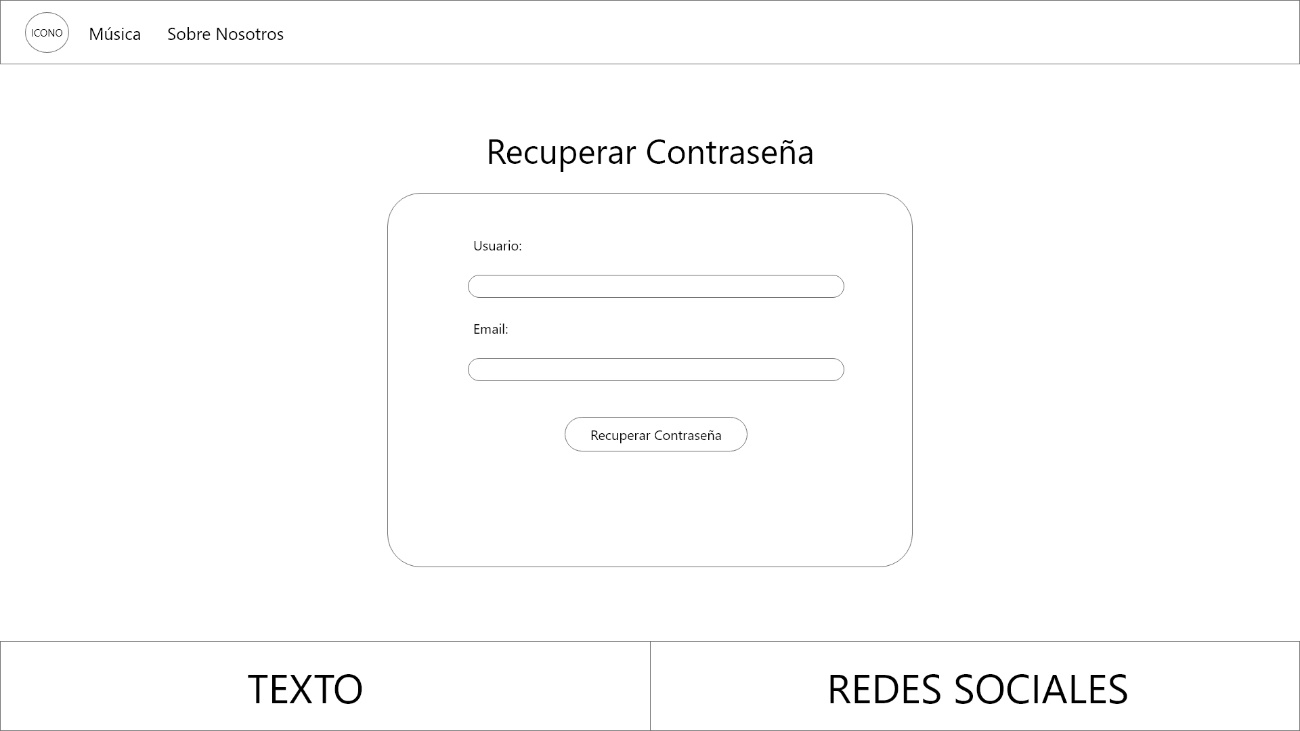 ICONO Música Sobre Nosotros
Recuperar Contraseña
Usuario:
Email:
Recuperar Contraseña
TEXTO REDES SOCIALES